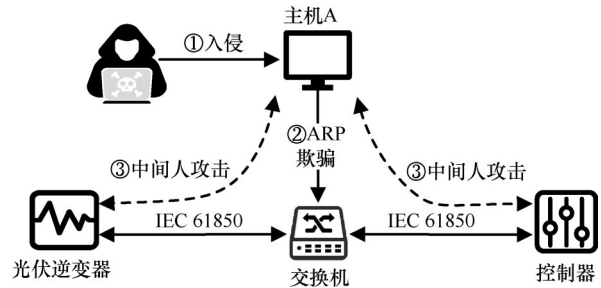 主机A
①入侵
②ARP
欺骗
③中间人攻击
③中间人攻击
IEC 61850
IEC 61850
光伏逆变器
交换机
控制器